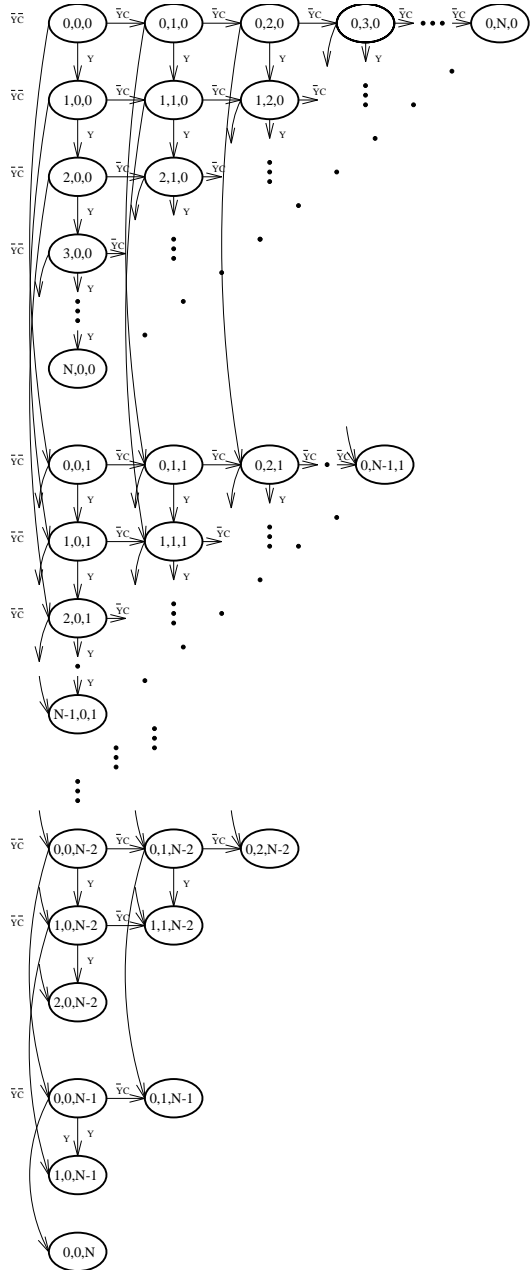 ȲC̄ 0,0,0 ȲC 0,1,0 ȲC 0,2,0 ȲC 0,3,0 ȲC ȲC 0,N,0
Y Y Y Y
ȲC̄ 1,0,0 ȲC 1,1,0 ȲC 1,2,0 ȲC
Y Y Y
ȲC̄ 2,0,0 ȲC 2,1,0 ȲC
Y Y
ȲC̄ 3,0,0 ȲC
Y
Y
N,0,0
ȲC̄ 0,0,1 ȲC 0,1,1 ȲC 0,2,1 ȲC ȲC 0,N-1,1
Y Y Y
ȲC̄ 1,0,1 ȲC 1,1,1 ȲC
Y Y
ȲC̄ 2,0,1 ȲC
Y
Y
N-1,0,1
ȲC̄ 0,0,N-2 ȲC 0,1,N-2 ȲC 0,2,N-2
Y Y
ȲC̄ 1,0,N-2 ȲC 1,1,N-2
Y
2,0,N-2
ȲC̄ 0,0,N-1 ȲC 0,1,N-1
Y Y
1,0,N-1
0,0,N